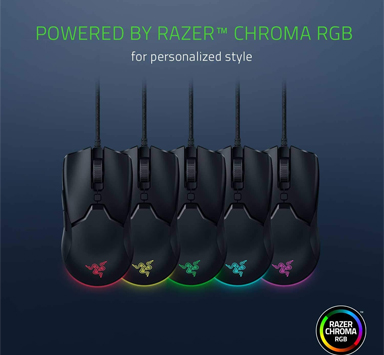 POWERED BY RAZER™ CHROMA RGB
for personalized style
RAZER
CHROMA
RGB